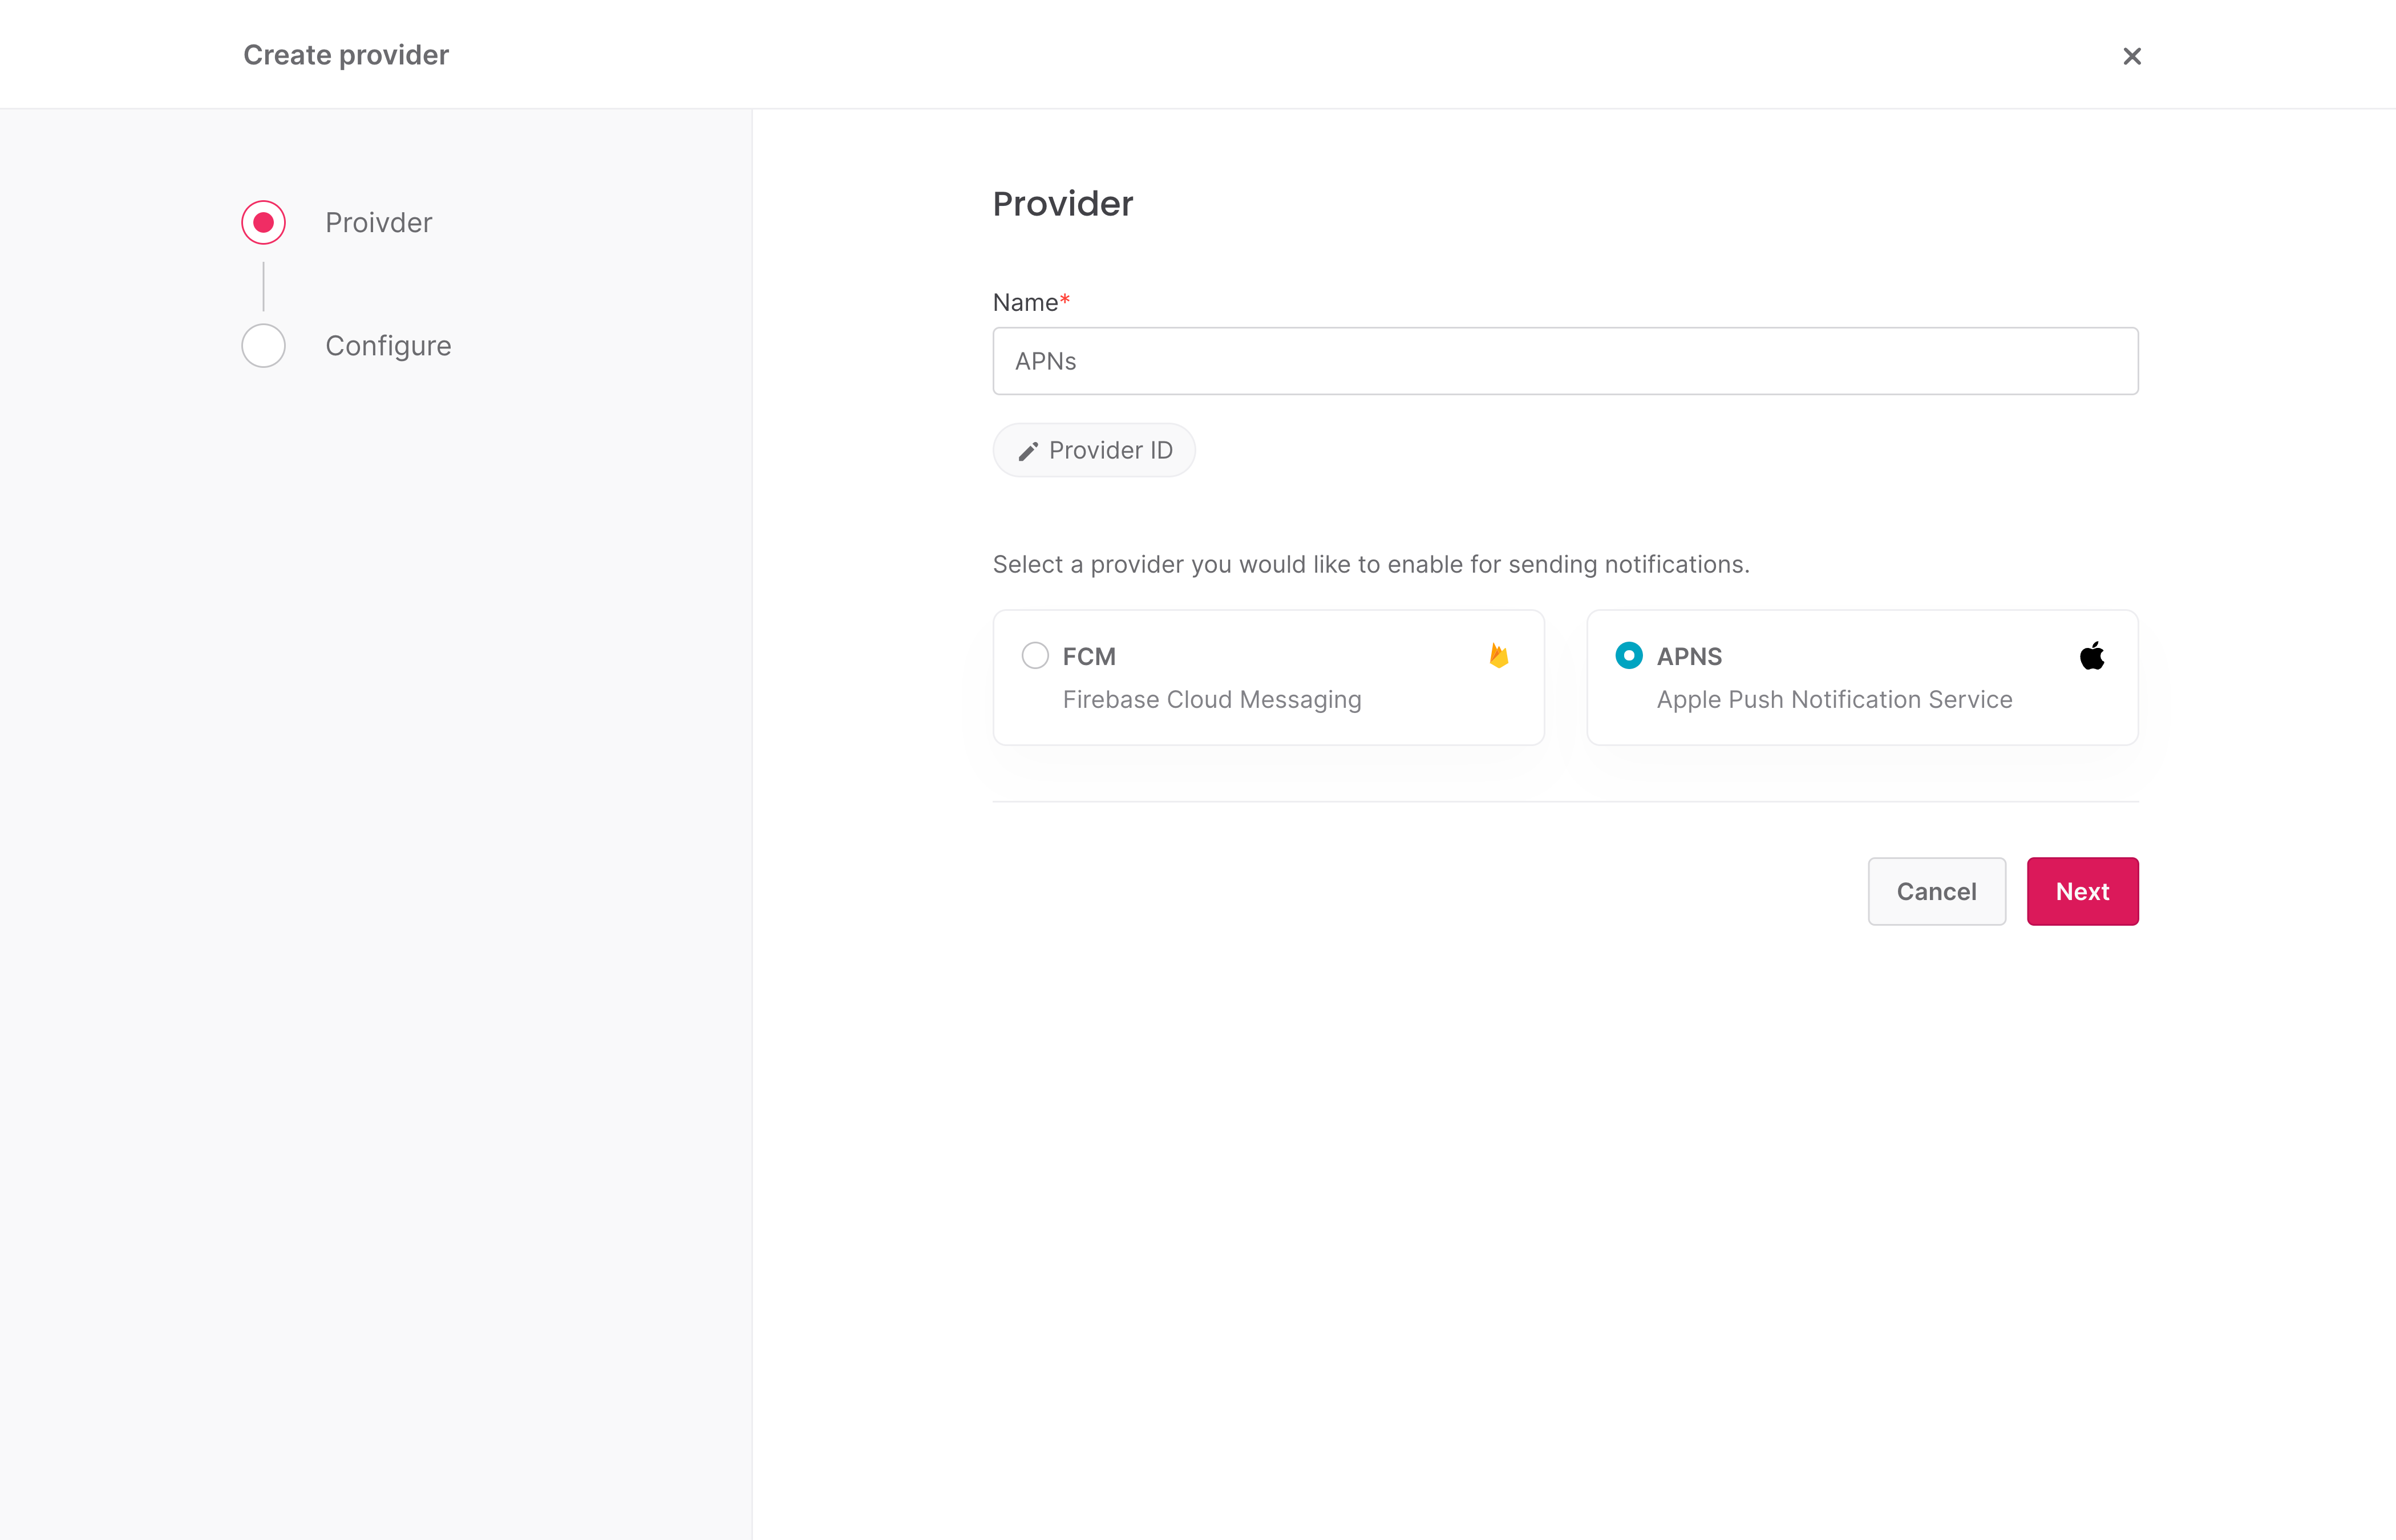 Create provider
Proivder
Configure
Provider
Name*
APNs
Provider ID
Select a provider you would like to enable for sending notifications.
FCM
Firebase Cloud Messaging
APNS
Apple Push Notification Service
Cancel
Next